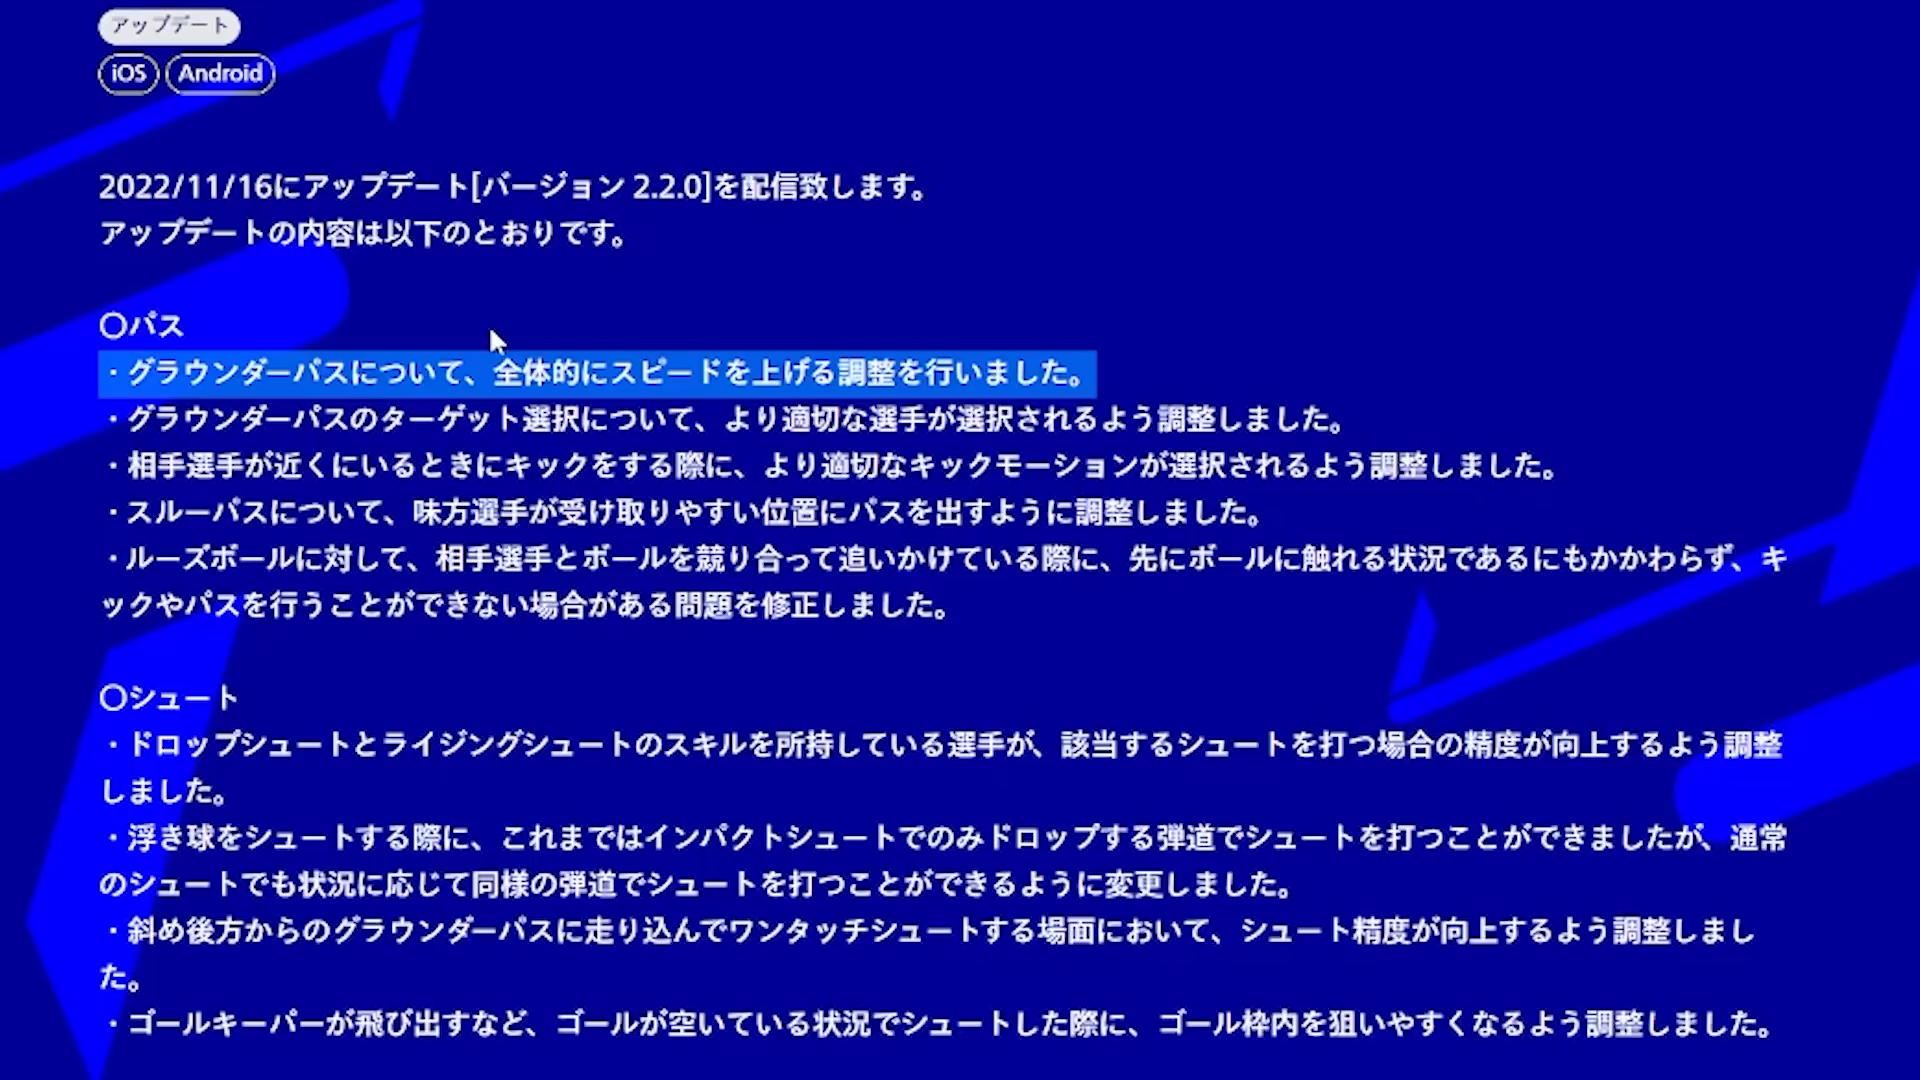 アップデート
iOS Android
2022/11/16にアップデート[バージョン 2.2.0]を配信致します。
アップデートの内容は以下のとおりです。
〇パス
・グラウンダーパスについて、全体的にスピードを上げる調整を行いました。
・グラウンダーパスのターゲット選択について、より適切な選手が選択されるよう調整しました。
・相手選手が近くにいるときにキックをする際に、より適切なキックモーションが選択されるよう調整しました。
・スルーパスについて、味方選手が受け取りやすい位置にパスを出すように調整しました。
・ルーズボールに対して、相手選手とボールを競り合って追いかけている際に、先にボールに触れる状況であるにもかかわらず、キ
ックやパスを行うことができない場合がある問題を修正しました。
〇シュート
・ドロップシュートとライジングシュートのスキルを所持している選手が、該当するシュートを打つ場合の精度が向上するよう調整
しました。
・浮き球をシュートする際に、これまではインパクトシュートでのみドロップする弾道でシュートを打つことができましたが、通常
のシュートでも状況に応じて同様の弾道でシュートを打つことができるように変更しました。
・斜め後方からのグラウンダーパスに走り込んでワンタッチシュートする場面において、シュート精度が向上するよう調整しまし
た。
・ゴールキーパーが飛び出すなど、ゴールが空いている状況でシュートした際に、ゴール枠内を狙いやすくなるよう調整しました。